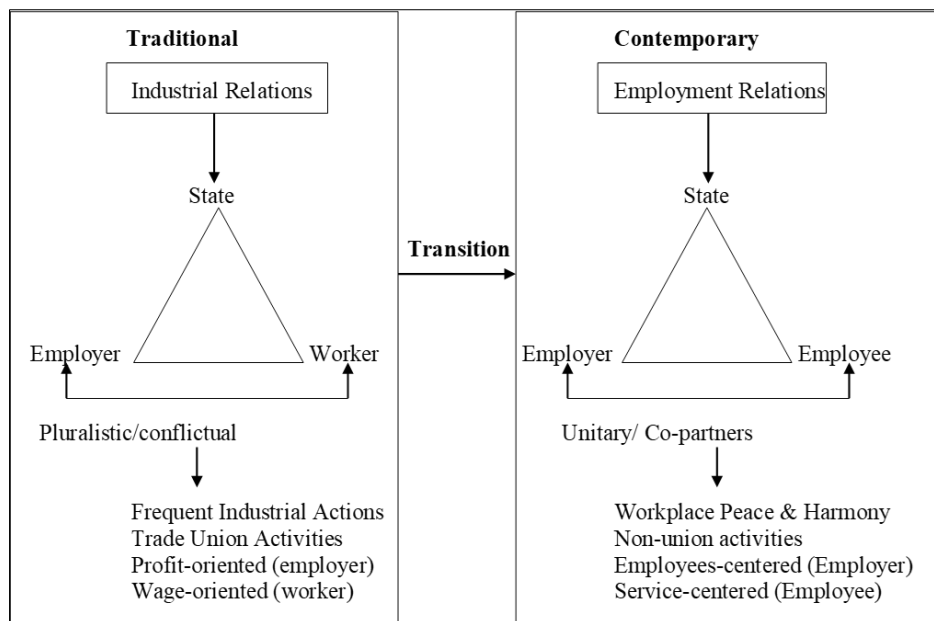 Traditional
Industrial Relations
State
Employer
Worker
Pluralistic/conflictual
Frequent Industrial Actions
Trade Union Activities
Profit-oriented (employer)
Wage-oriented (worker)
Transition
Contemporary
Employment Relations
State
Employer
Employee
Unitary/ Co-partners
Workplace Peace & Harmony
Non-union activities
Employees-centered (Employer)
Service-centered (Employee)